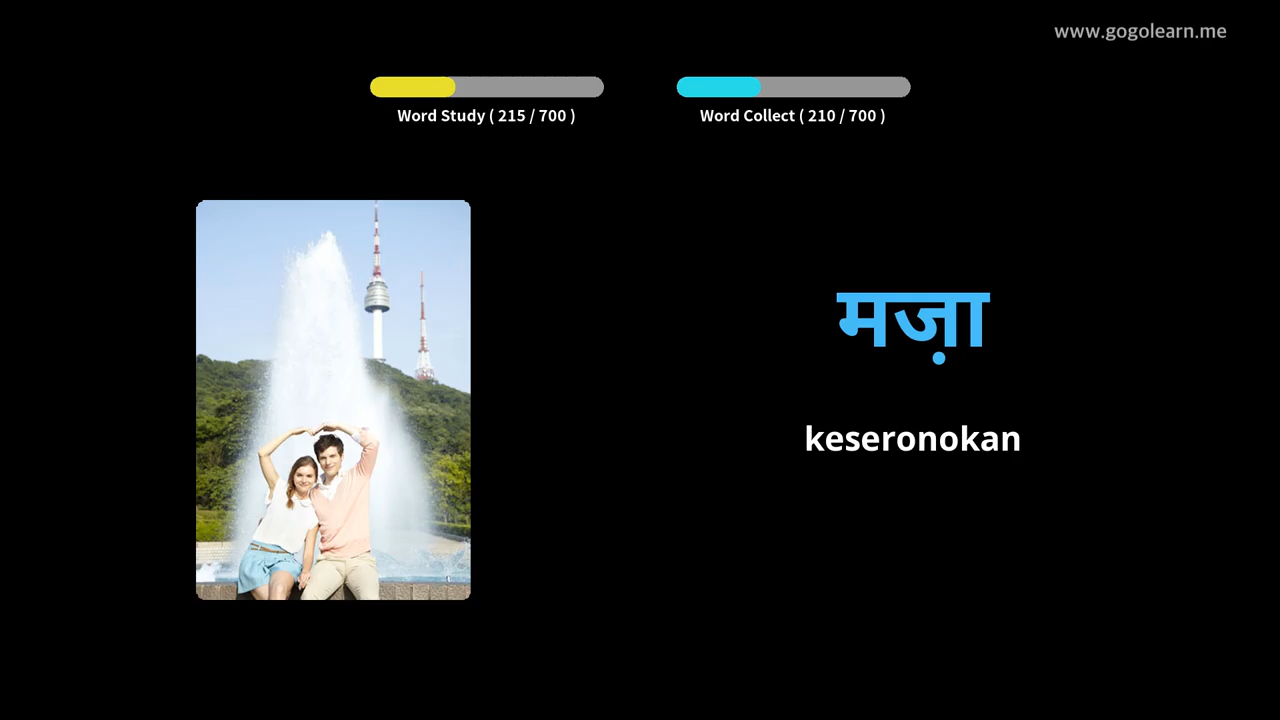 www.gogolearn.me
Word Study ( 215 / 700 )
Word Collect ( 210 / 700 )
मज़ा
keseronokan